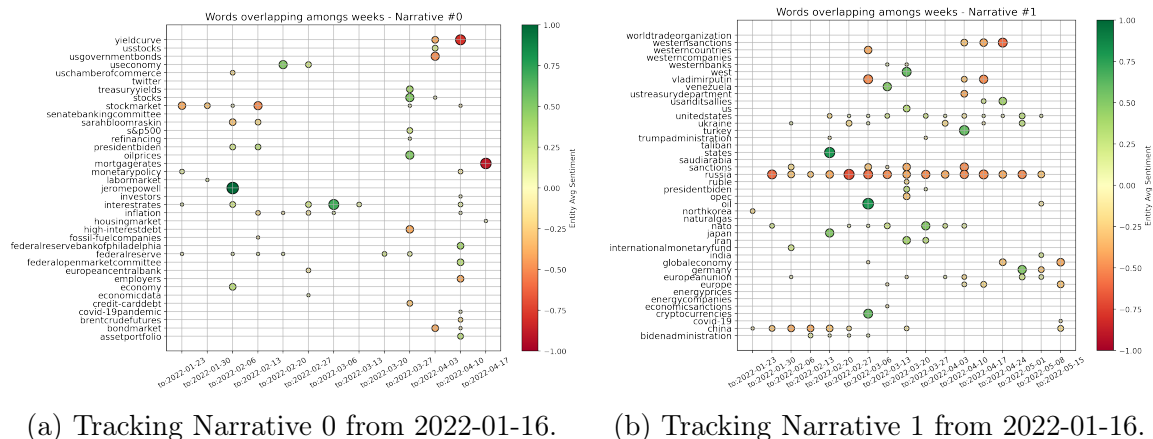 Words overlapping amongs weeks - Narrative #0
yieldcurve
usstocks
usgovernmentbonds
useconomy
uschamberofcommerce
twitter
treasuryyields
stocks
stockmarket
senatebankingcommittee
sarahbloomraskin
s&p500
refinancing
presidentbiden
oilprices
mortgagerates
monetarypolicy
labormarket
jeromepowell
investors
interestrates
inflation
housingmarket
high-interestdebt
fossil-fuelcompanies
federalreservebankofphiladelphia
federalreserve
federalopenmarketcommittee
europeancentralbank
employers
economy
economicdata
credit-carddebt
covid-19pandemic
brentcrudefutures
bondmarket
assetportfolio
to:2022-01-23
to:2022-01-30
to:2022-02-06
to:2022-02-13
to:2022-02-20
to:2022-02-27
to:2022-03-06
to:2022-03-13
to:2022-03-20
to:2022-03-27
to:2022-04-03
to:2022-04-10
to:2022-04-17
1.00
0.75
0.50
0.25
0.00
−0.25
−0.50
−0.75
−1.00
Entity Avg Sentiment
Words overlapping amongs weeks - Narrative #1
worldtradeorganization
westernsanctions
westerncountries
westerncompanies
westernbanks
west
vladimirputin
venezuela
ustreasurydepartment
usanditsallies
us
unitedstates
ukraine
turkey
trumpadministration
taliban
states
saudiarabia
sanctions
russia
ruble
presidentbiden
opec
oil
northkorea
naturalgas
nato
japan
iran
internationalmonetaryfund
india
globaleconomy
germany
europeanunion
europe
energyprices
energycompanies
economicsanctions
cryptocurrencies
covid-19
china
bidenadministration
to:2022-01-23
to:2022-01-30
to:2022-02-06
to:2022-02-13
to:2022-02-20
to:2022-02-27
to:2022-03-06
to:2022-03-13
to:2022-03-20
to:2022-03-27
to:2022-04-03
to:2022-04-10
to:2022-04-17
to:2022-04-24
to:2022-05-01
to:2022-05-08
to:2022-05-15
1.00
0.75
0.50
0.25
0.00
−0.25
−0.50
−0.75
−1.00
Entity Avg Sentiment
(a) Tracking Narrative 0 from 2022-01-16.
(b) Tracking Narrative 1 from 2022-01-16.